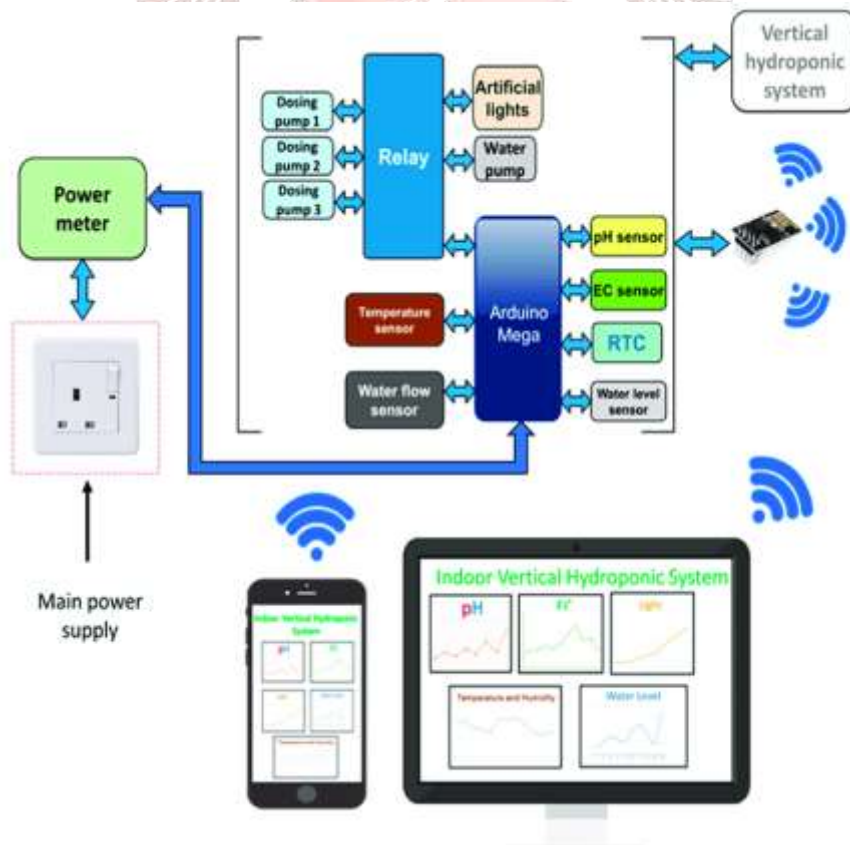 Vertical
hydroponic
system
Dosing
pump 1
Dosing
pump 2
Dosing
pump 3
Relay
Artificial
lights
Water
pump
Power
meter
Arduino
Mega
pH sensor
EC sensor
RTC
Water level
sensor
Temperature
sensor
Water flow
sensor
Main power
supply
Indoor Vertical Hydroponic
System
pH
Indoor Vertical Hydroponic System
pH
EC
Light
Temperature and Humidity
Water Level